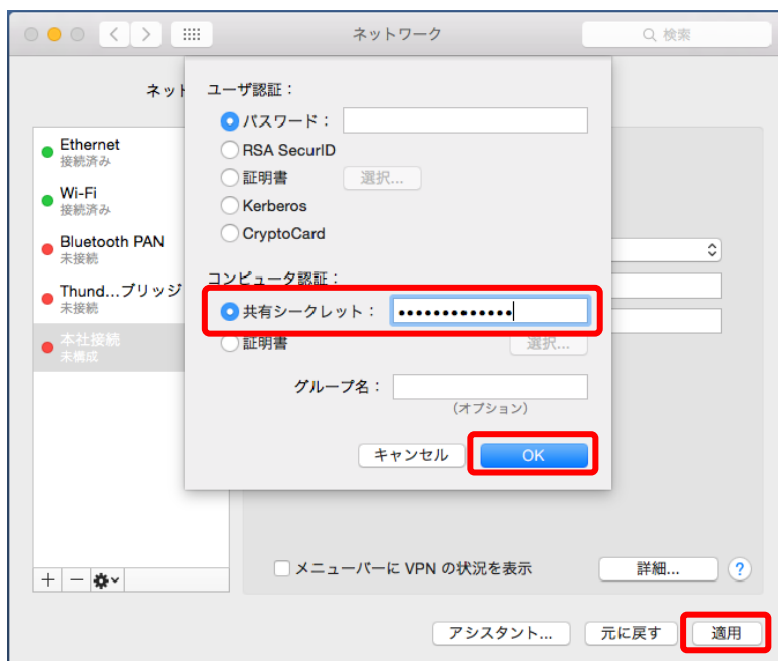 ネットワーク
検索
ネット
Ethernet
接続済み
Wi-Fi
接続済み
Bluetooth PAN
未接続
Thund...ブリッジ
未接続
本社接続
未構成
ユーザ認証：
パスワード：
RSA SecurID
証明書
選択...
Kerberos
CryptoCard
コンピュータ認証：
共有シークレット： •••••••••••••
証明書
選択...
グループ名：
(オプション)
キャンセル
OK
メニューバーに VPN の状況を表示
詳細...
?
アシスタント...
元に戻す
適用